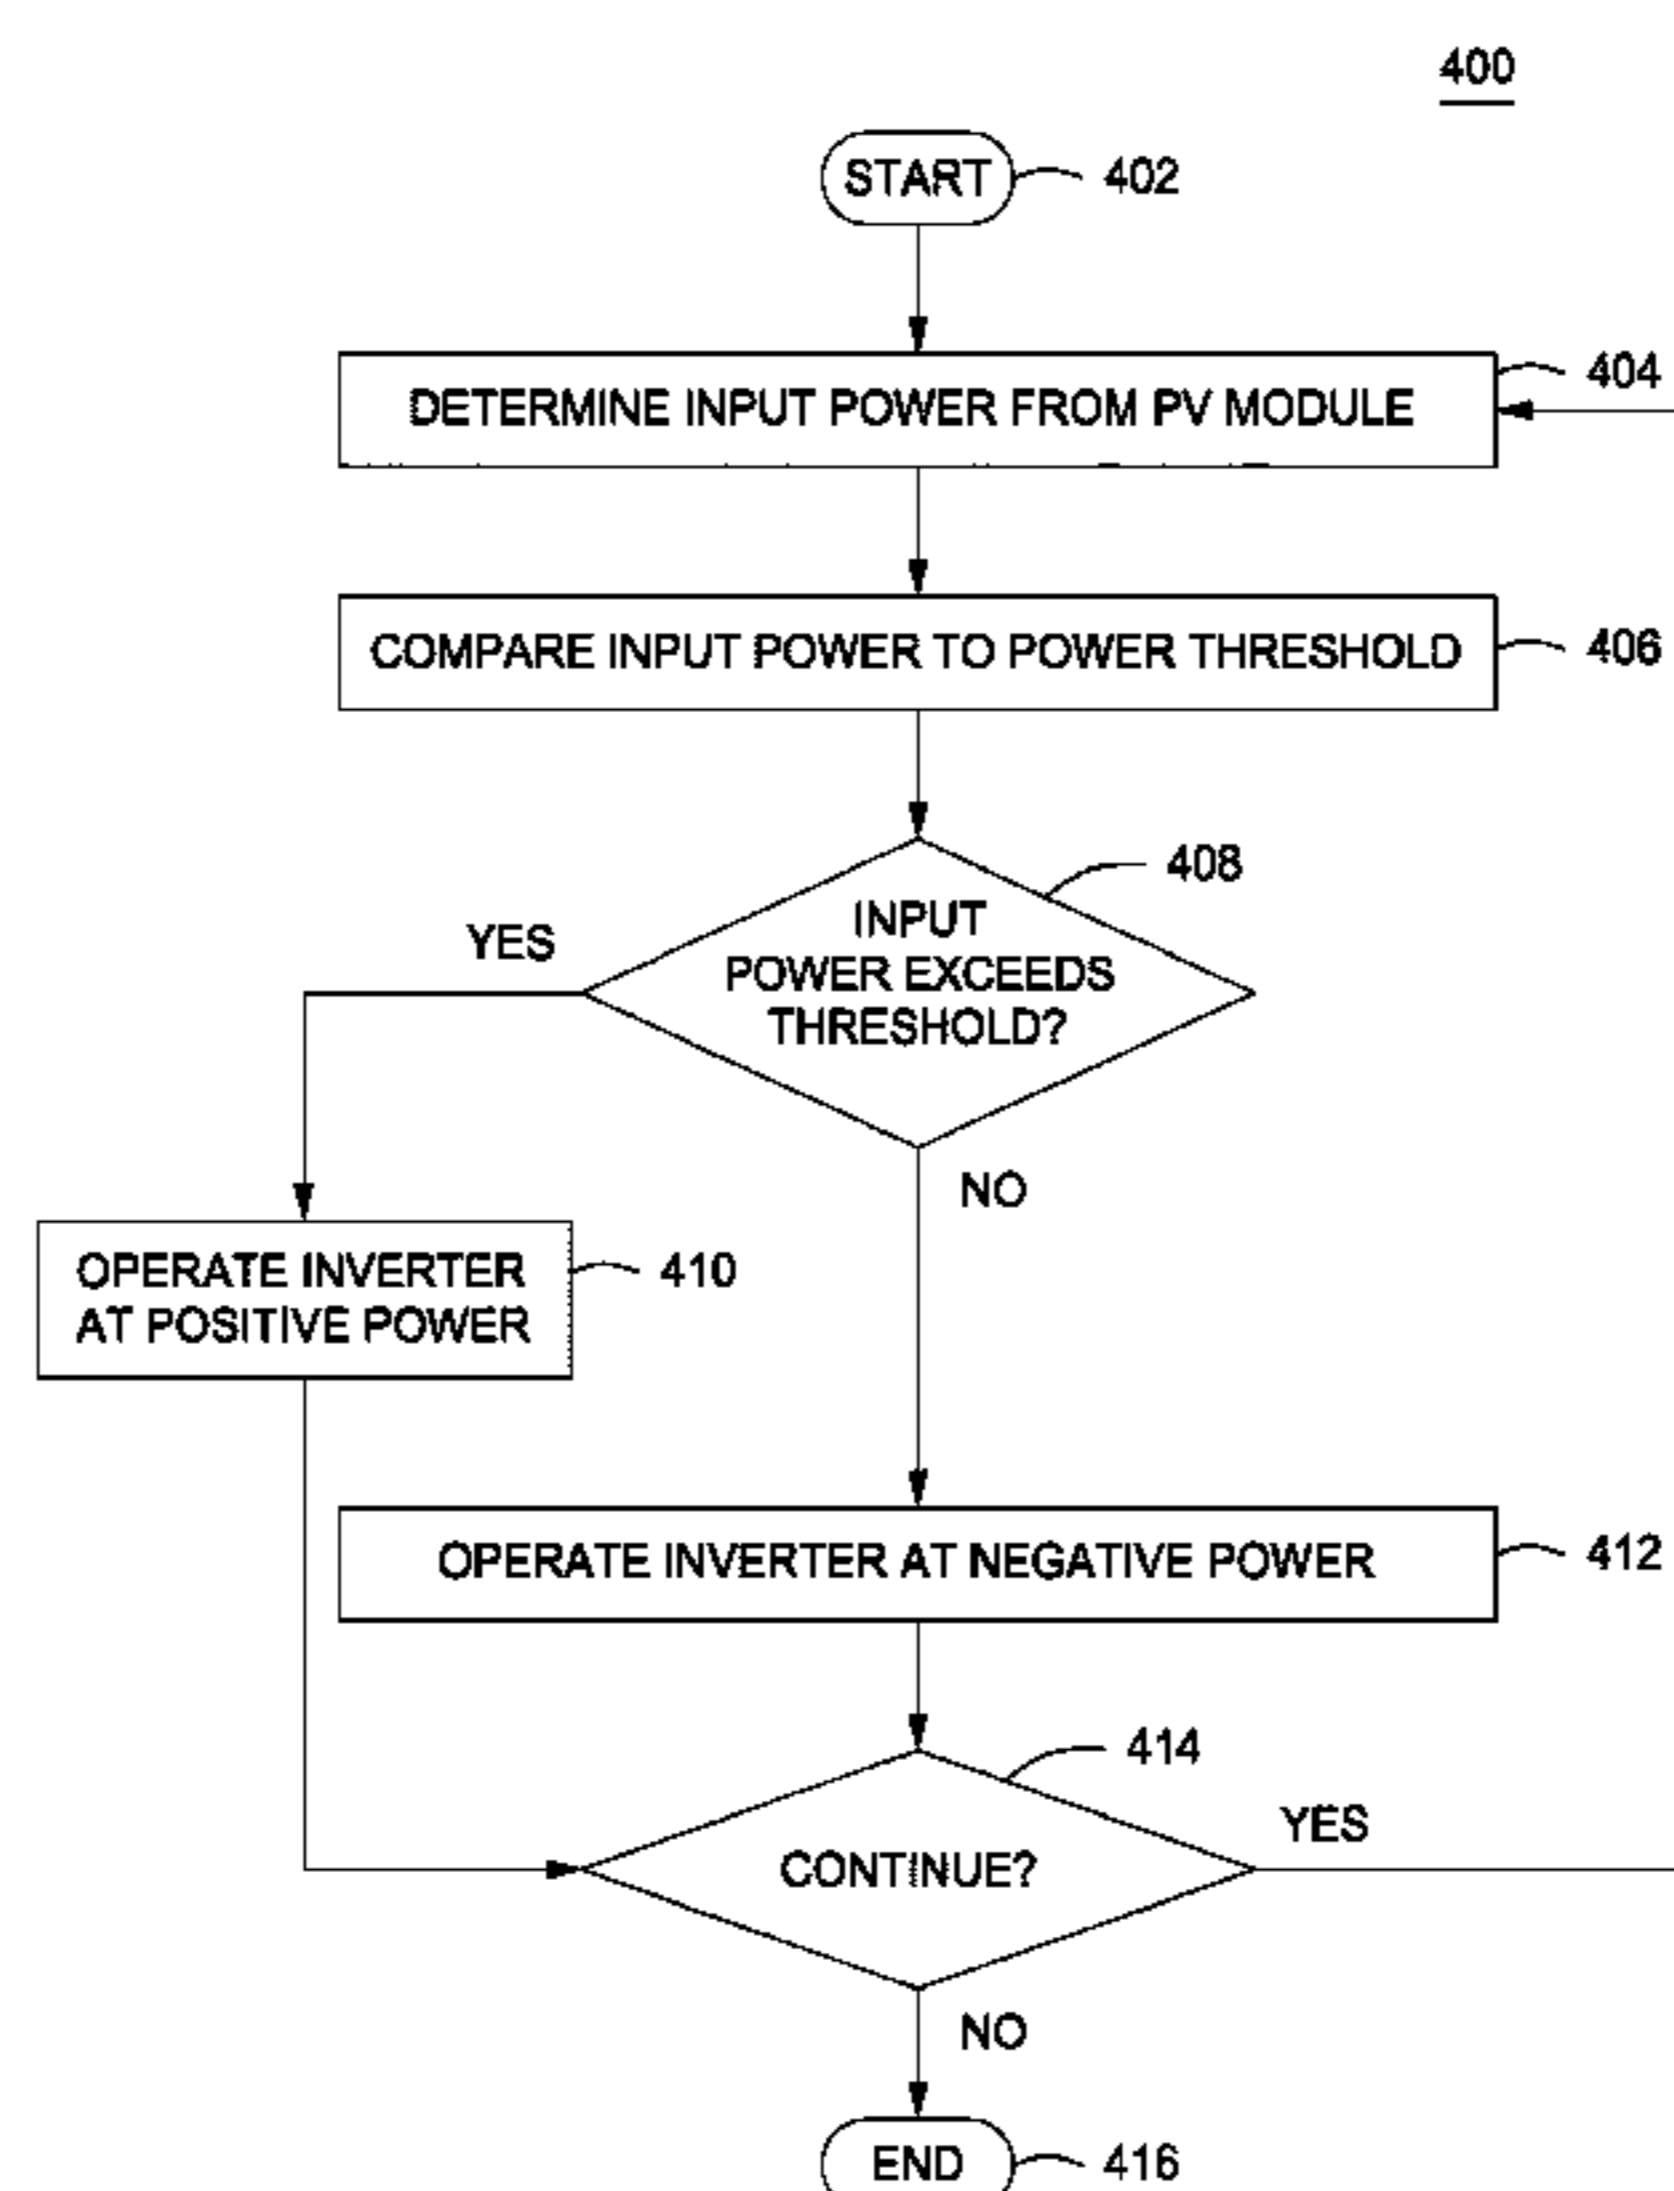 400
START
402
DETERMINE INPUT POWER FROM PV MODULE
404
COMPARE INPUT POWER TO POWER THRESHOLD
406
408
INPUT
POWER EXCEEDS
THRESHOLD?
YES
NO
OPERATE INVERTER
AT POSITIVE POWER
410
OPERATE INVERTER AT NEGATIVE POWER
412
414
CONTINUE?
YES
NO
END
416